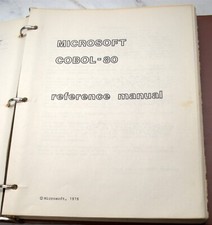 MICROSOFT
COBOL-80
reference manual
©Microsoft, 1978